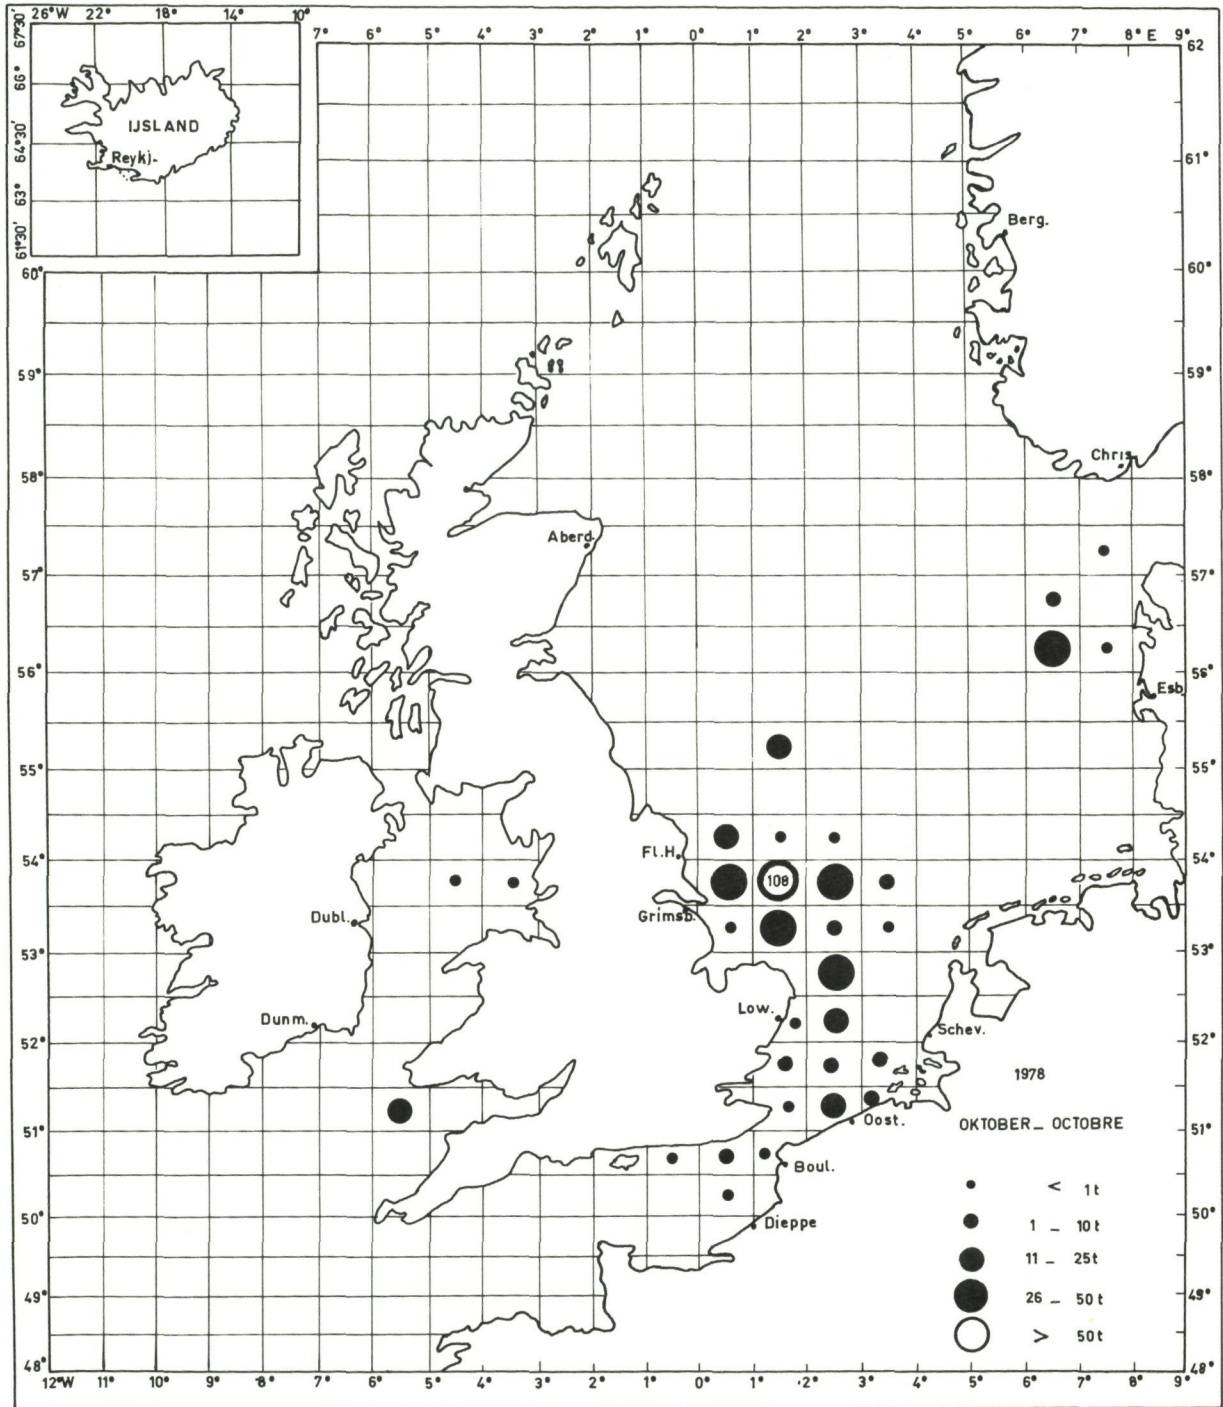 26°W 22° 18° 14° 10°
67°30'
66°
64°30'
63°
61°30'
IJSLAND
Reykj.
7° 6° 5° 4° 3° 2° 1° 0° 1° 2° 3° 4° 5° 6° 7° 8° E 9°
62
61° 61°
Berg.
60° 60°
59° 59°
Chris
58° 58°
Aberd.
57° 57°
56° 56°
Esb
55° 55°
Fl.H.
54° 54°
108
Grimsb.
Dubl.
53° 53°
Low.
Dunm.
Schev.
52° 52°
1978
Oost.
OKTOBER_ OCTOBRE
51° 51°
Boul.
< 1t
50° 50°
Dieppe
1 _ 10t
11 _ 25t
49° 49°
26 _ 50t
> 50t
48° 48°
12°W 11° 10° 9° 8° 7° 6° 5° 4° 3° 2° 1° 0° 1° 2° 3° 4° 5° 6° 7° 8° 9°